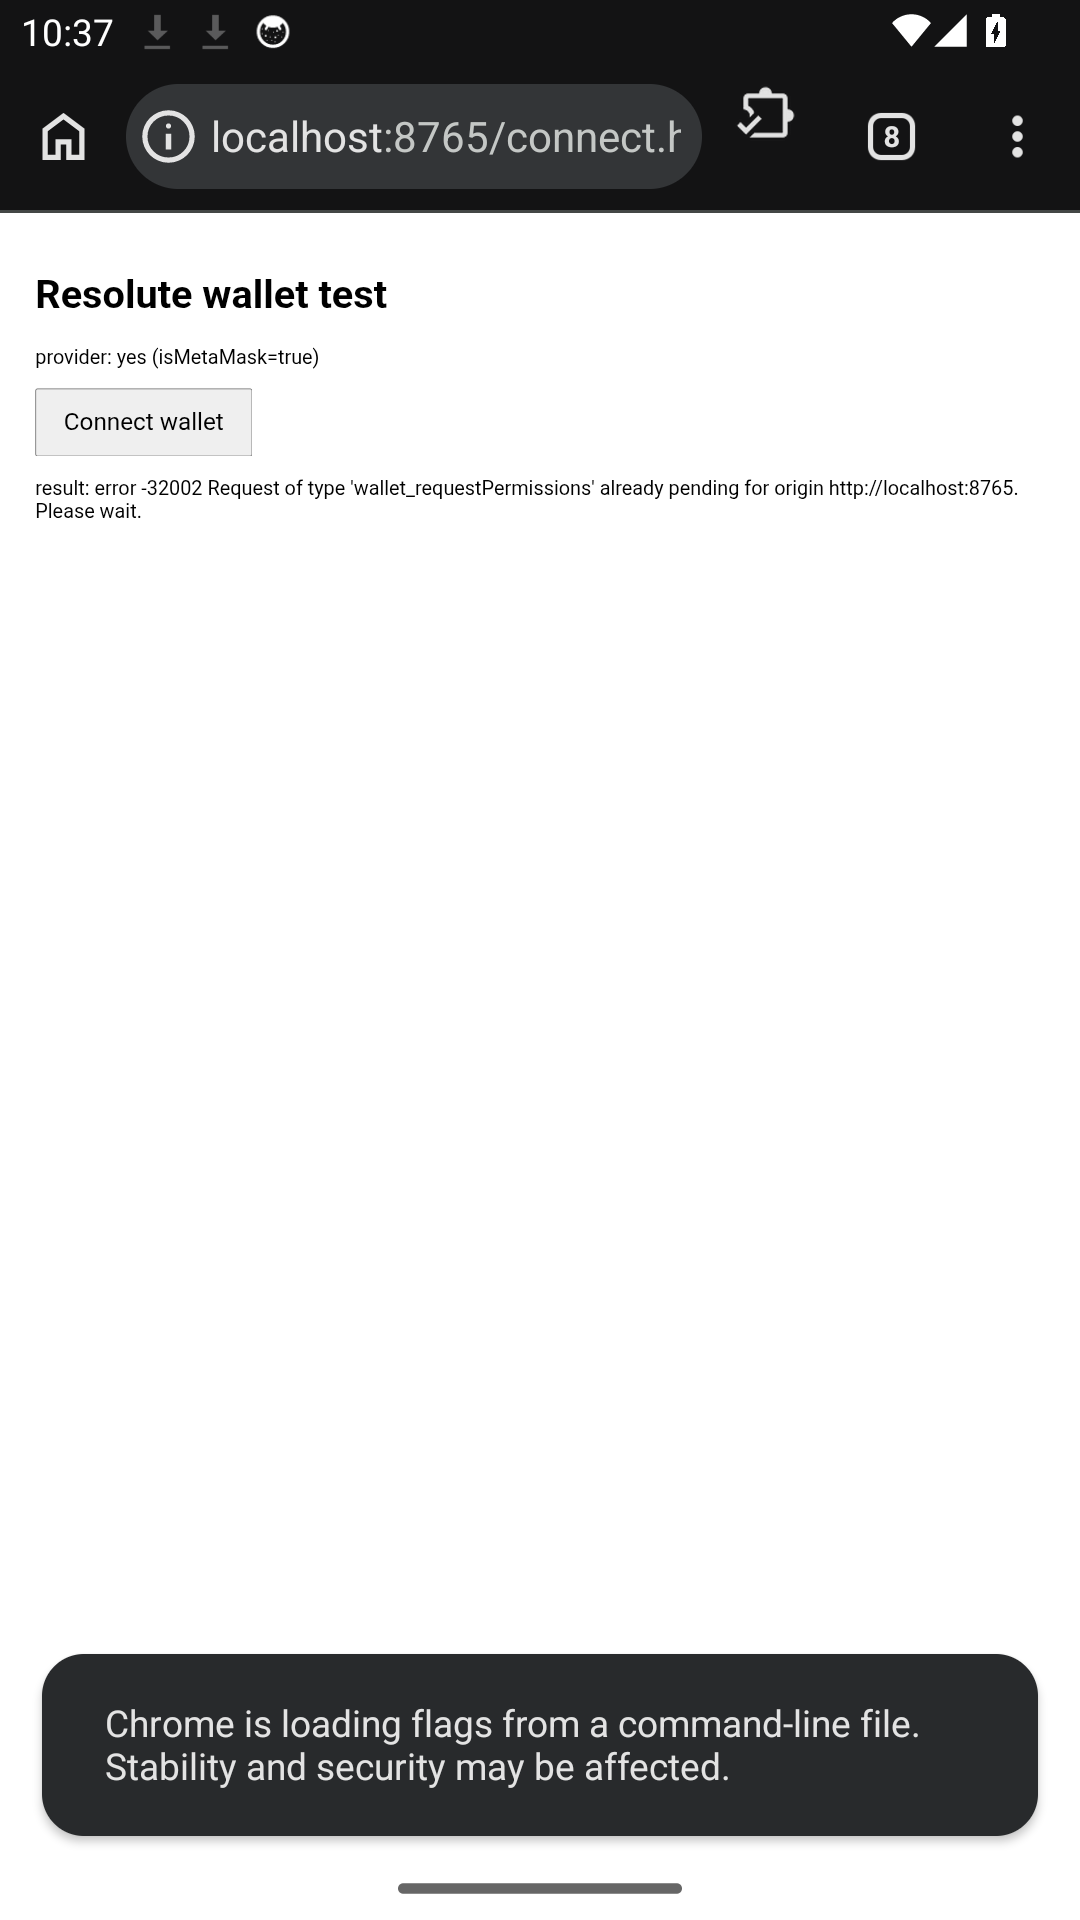 10:37
localhost:8765/connect.h
8
Resolute wallet test
provider: yes (isMetaMask=true)
Connect wallet
result: error -32002 Request of type 'wallet_requestPermissions' already pending for origin http://localhost:8765.
Please wait.
Chrome is loading flags from a command-line file.
Stability and security may be affected.